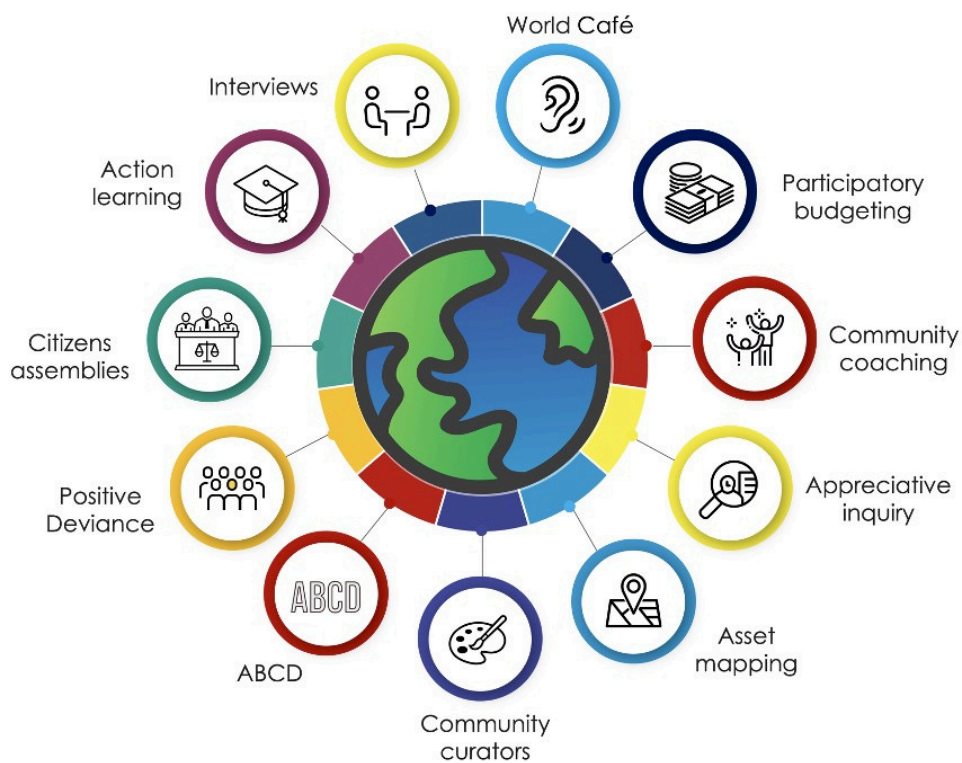 World Café
Interviews
Action
learning
Participatory
budgeting
Citizens
assemblies
Community
coaching
Positive
Deviance
Appreciative
inquiry
ABCD
ABCD
Asset
mapping
Community
curators